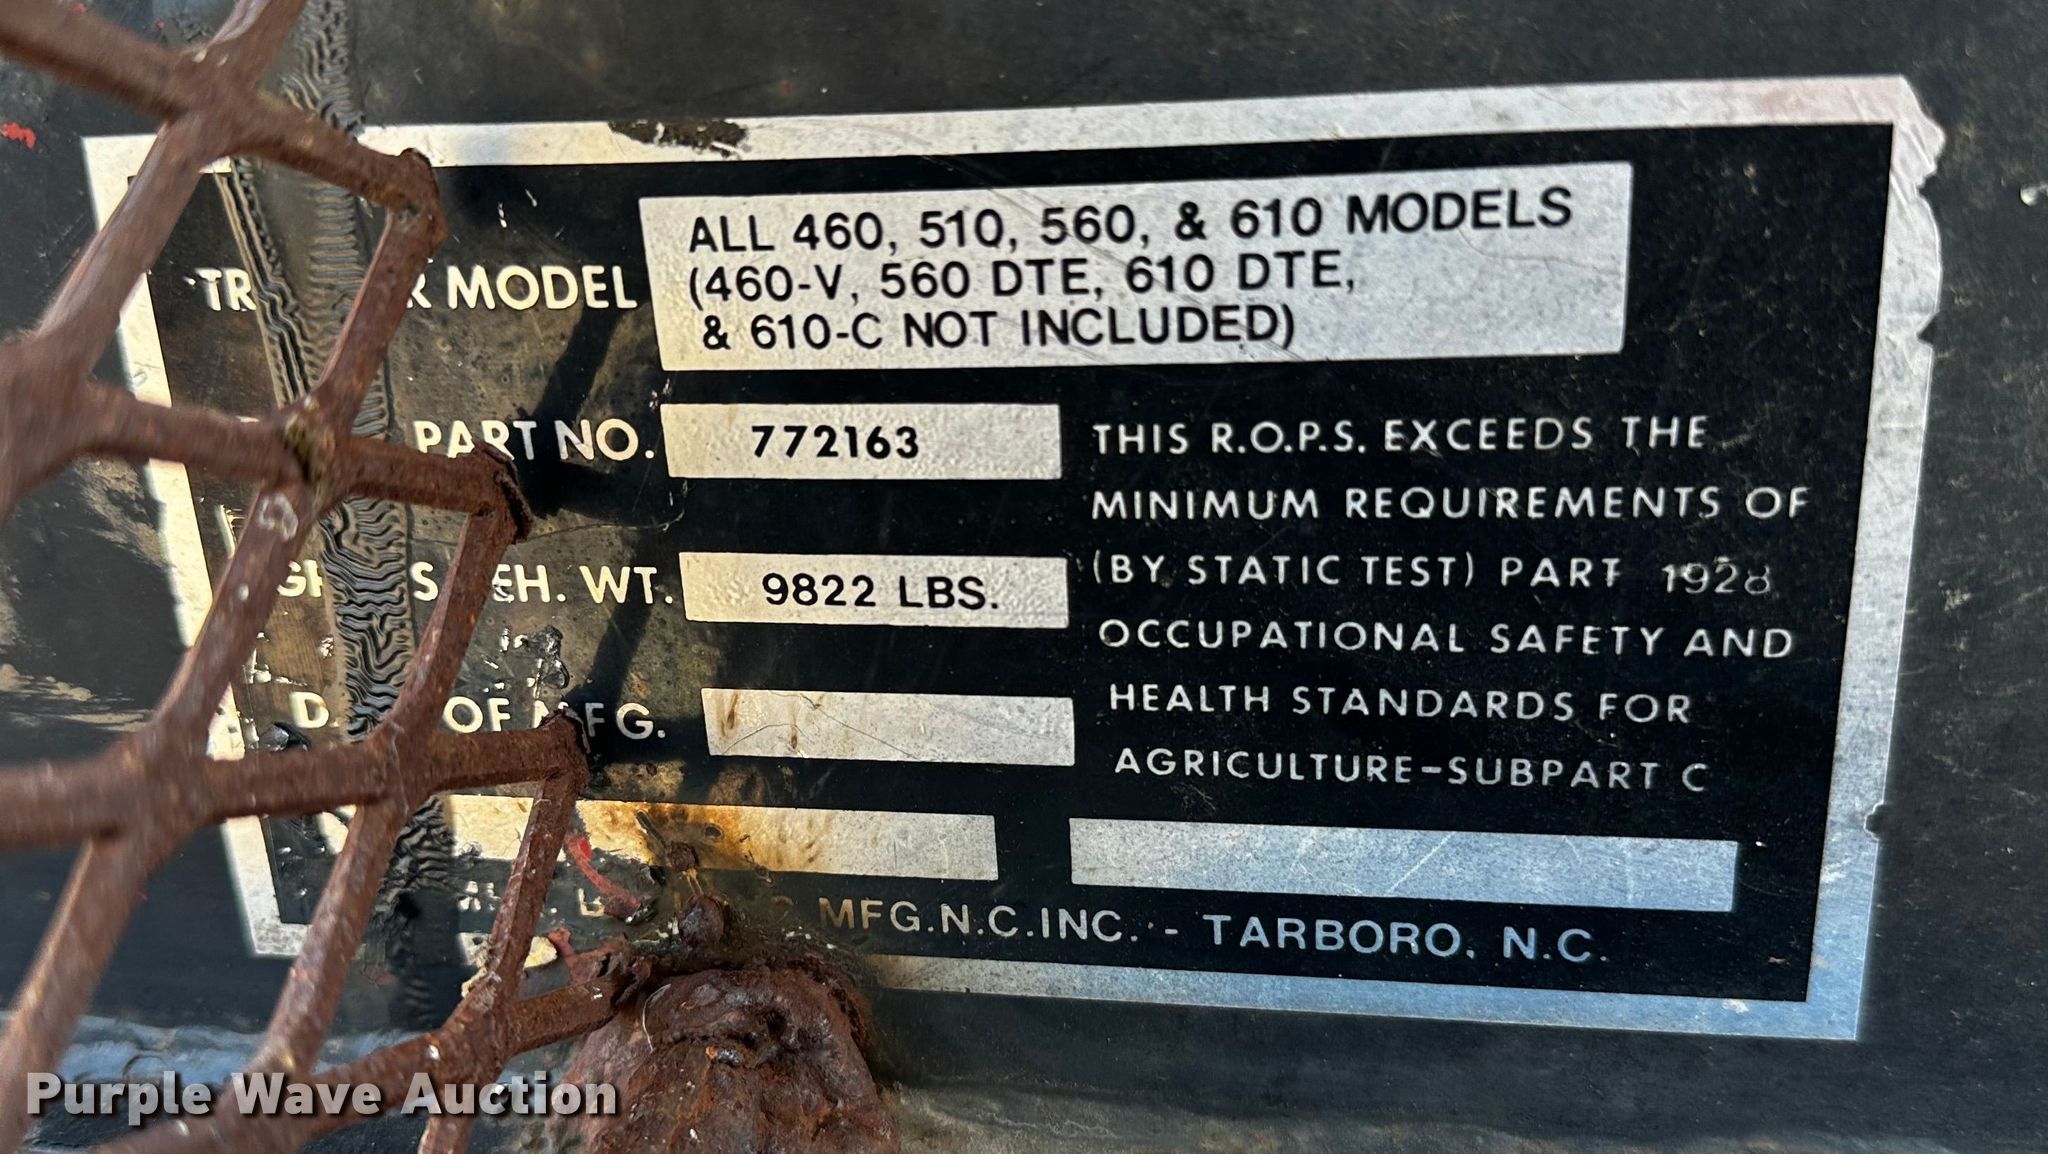 MODEL
ALL 460, 510, 560, & 610 MODELS
(460-V, 560 DTE, 610 DTE,
& 610-C NOT INCLUDED)
PART NO.
772163
WT.
9822 LBS.
OF MFG.
THIS R.O.P.S. EXCEEDS THE
MINIMUM REQUIREMENTS OF
(BY STATIC TEST) PART 1928
OCCUPATIONAL SAFETY AND
HEALTH STANDARDS FOR
AGRICULTURE-SUBPART C
MFG.N.C.INC. - TARBORO, N.C.
Purple Wave Auction